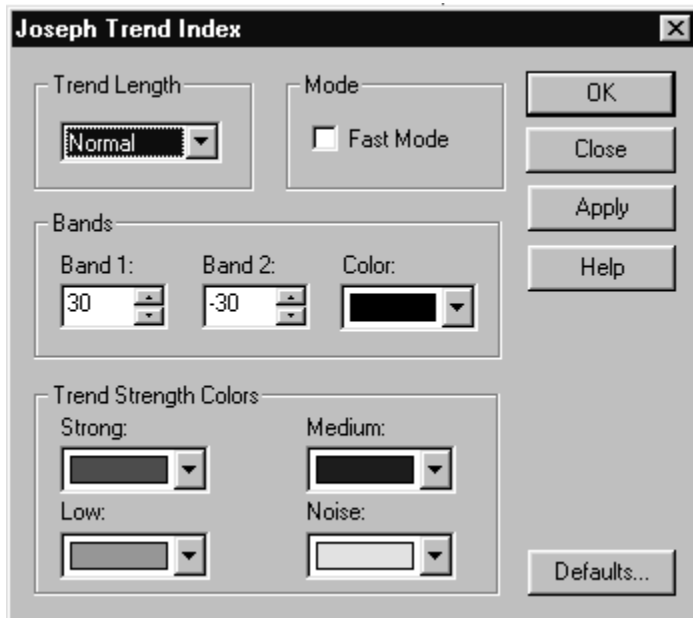 Joseph Trend Index
Trend Length
Mode
Normal
Fast Mode
OK
Close
Apply
Help
Bands
Band 1:
Band 2:
Color:
30
-30
Trend Strength Colors
Strong:
Medium:
Low:
Noise:
Defaults...